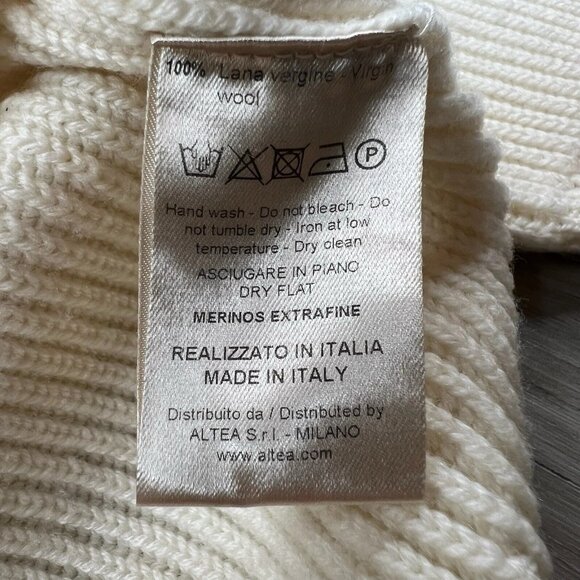 100% Lana vergine - Virgin
wool
P
Hand wash - Do not bleach - Do
not tumble dry - Iron at low
temperature - Dry clean
ASCIUGARE IN PIANO
DRY FLAT
MERINOS EXTRAFINE
REALIZZATO IN ITALIA
MADE IN ITALY
Distribuito da / Distributed by
ALTEA S.r.l. - MILANO
www.altea.com